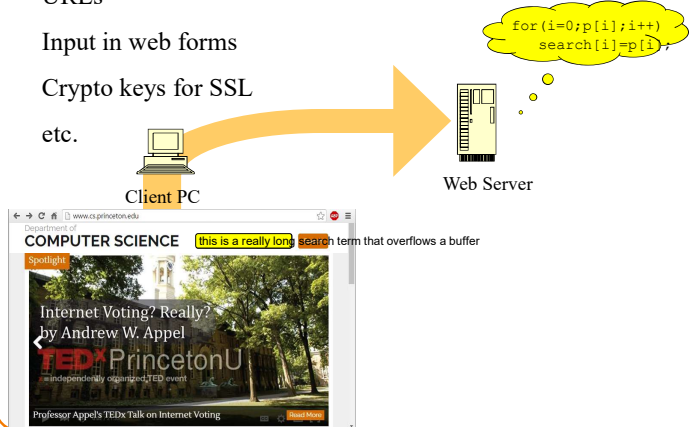 URLs
for(i=0;p[i];i++)
search[i]=p[i];
Input in web forms
Crypto keys for SSL
etc.
Client PC
Web Server
www.cs.princeton.edu
Department of
COMPUTER SCIENCE
this is a really long search term that overflows a buffer
Spotlight
Internet Voting? Really?
by Andrew W. Appel
TEDxPrincetonU
x=independently organized TED event
Professor Appel's TEDx Talk on Internet Voting
Read More